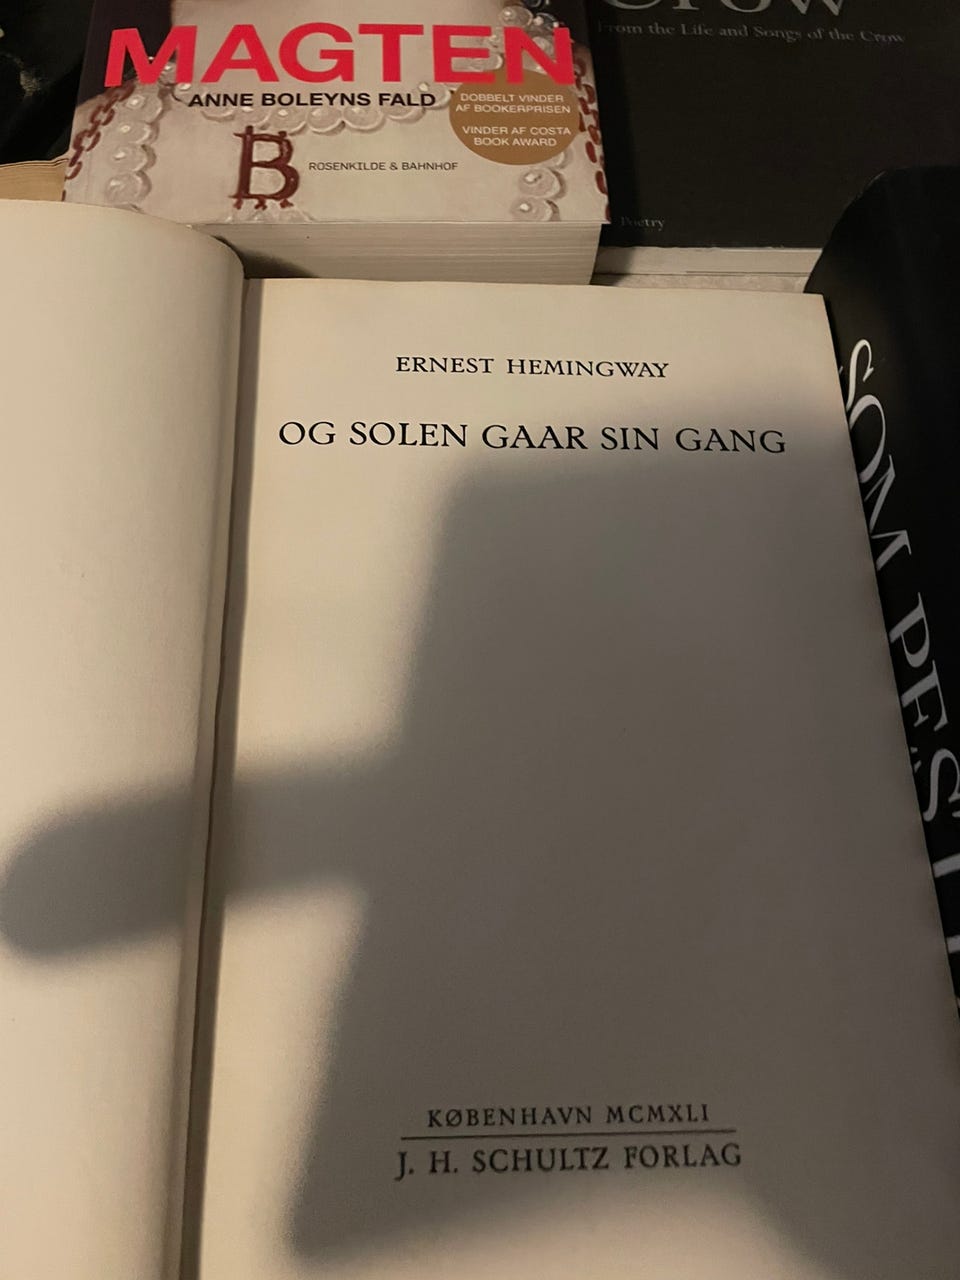 MAGTEN
ANNE BOLEYNS FALD
DOBBELT VINDER
AF BOOKERPRISEN
VINDER AF COSTA
BOOK AWARD
B
ROSENKILDE & BAHNHOF
Crow
From the Life and Songs of the Crow
Poetry
ERNEST HEMINGWAY
OG SOLEN GAAR SIN GANG
KØBENHAVN MCMXLI
J. H. SCHULTZ FORLAG
SOM